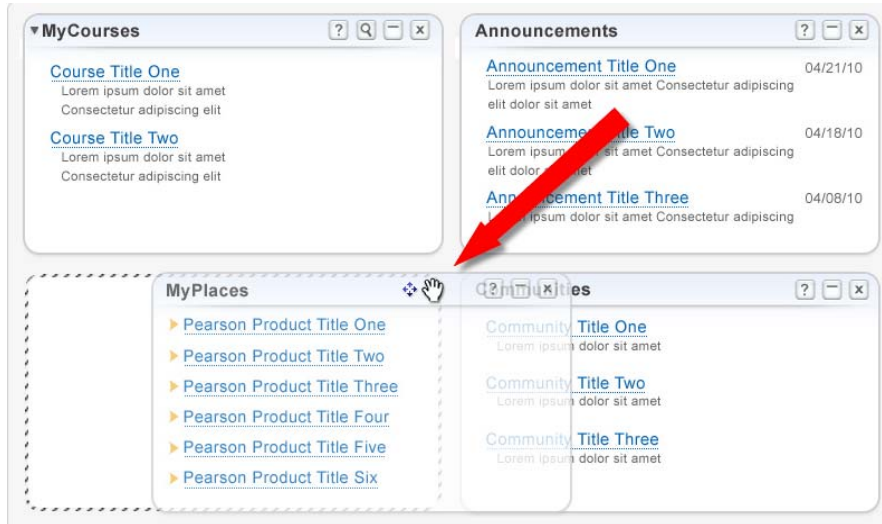 MyCourses
Course Title One
Lorem ipsum dolor sit amet
Consectetur adipiscing elit
Course Title Two
Lorem ipsum dolor sit amet
Consectetur adipiscing elit
Announcements
Announcement Title One 04/21/10
Lorem ipsum dolor sit amet Consectetur adipiscing
elit dolor sit amet
Announcement Title Two 04/18/10
Lorem ipsum dolor sit amet Consectetur adipiscing
elit dolor sit amet
Announcement Title Three 04/08/10
Lorem ipsum dolor sit amet Consectetur adipiscing
MyPlaces
Pearson Product Title One
Pearson Product Title Two
Pearson Product Title Three
Pearson Product Title Four
Pearson Product Title Five
Pearson Product Title Six
Communities
Community Title One
Lorem ipsum dolor sit amet
Community Title Two
Lorem ipsum dolor sit amet
Community Title Three
Lorem ipsum dolor sit amet